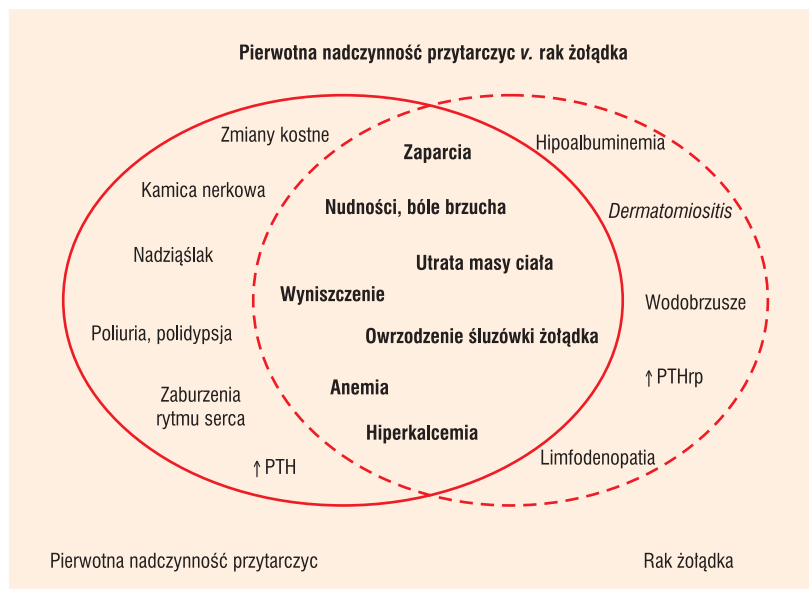 Pierwotna nadczynność przytarczyc v. rak żołądka
Zmiany kostne
Kamica nerkowa
Nadziąślak
Poliuria, polidypsja
Zaburzenia
rytmu serca
↑ PTH
Zaparcia
Nudności, bóle brzucha
Utrata masy ciała
Wyniszczenie
Owrzodzenie śluzówki żołądka
Anemia
Hiperkalcemia
Hipoalbuminemia
Dermatomiositis
Wodobrzusze
↑ PTHrp
Limfodenopatia
Pierwotna nadczynność przytarczyc
Rak żołądka